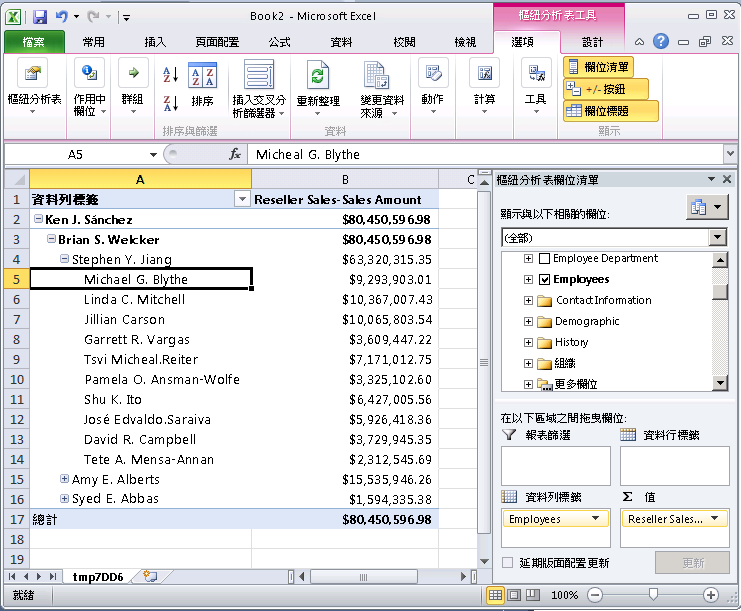 Book2 - Microsoft Excel
樞紐分析表工具
檔案 常用 插入 頁面配置 公式 資料 校閱 檢視 選項 設計
樞紐分析表 作用中欄位 群組 排序 插入交叉分析篩選器 重新整理 變更資料來源 動作 計算 工具
欄位清單
+/- 按鈕
欄位標題
排序與篩選 資料 顯示
A5 fx Micheal G. Blythe
A B C
1 資料列標籤 Reseller Sales-Sales Amount
2 Ken J. Sánchez $80,450,596.98
3 Brian S. Welcker $80,450,596.98
4 Stephen Y. Jiang $63,320,315.35
5 Michael G. Blythe $9,293,903.01
6 Linda C. Mitchell $10,367,007.43
7 Jillian Carson $10,065,803.54
8 Garrett R. Vargas $3,609,447.22
9 Tsvi Micheal.Reiter $7,171,012.75
10 Pamela O. Ansman-Wolfe $3,325,102.60
11 Shu K. Ito $6,427,005.56
12 José Edvaldo.Saraiva $5,926,418.36
13 David R. Campbell $3,729,945.35
14 Tete A. Mensa-Annan $2,312,545.69
15 Amy E. Alberts $15,535,946.26
16 Syed E. Abbas $1,594,335.38
17 總計 $80,450,596.98
18
19
tmp7DD6
樞紐分析表欄位清單
顯示與以下相關的欄位:
(全部)
Employee Department
Employees
Contact Information
Demographic
History
組織
更多欄位
在以下區域之間拖曳欄位:
報表篩選 資料行標籤
資料列標籤 Σ 值
Employees Reseller Sales...
延期版面配置更新 更新
就緒 100%